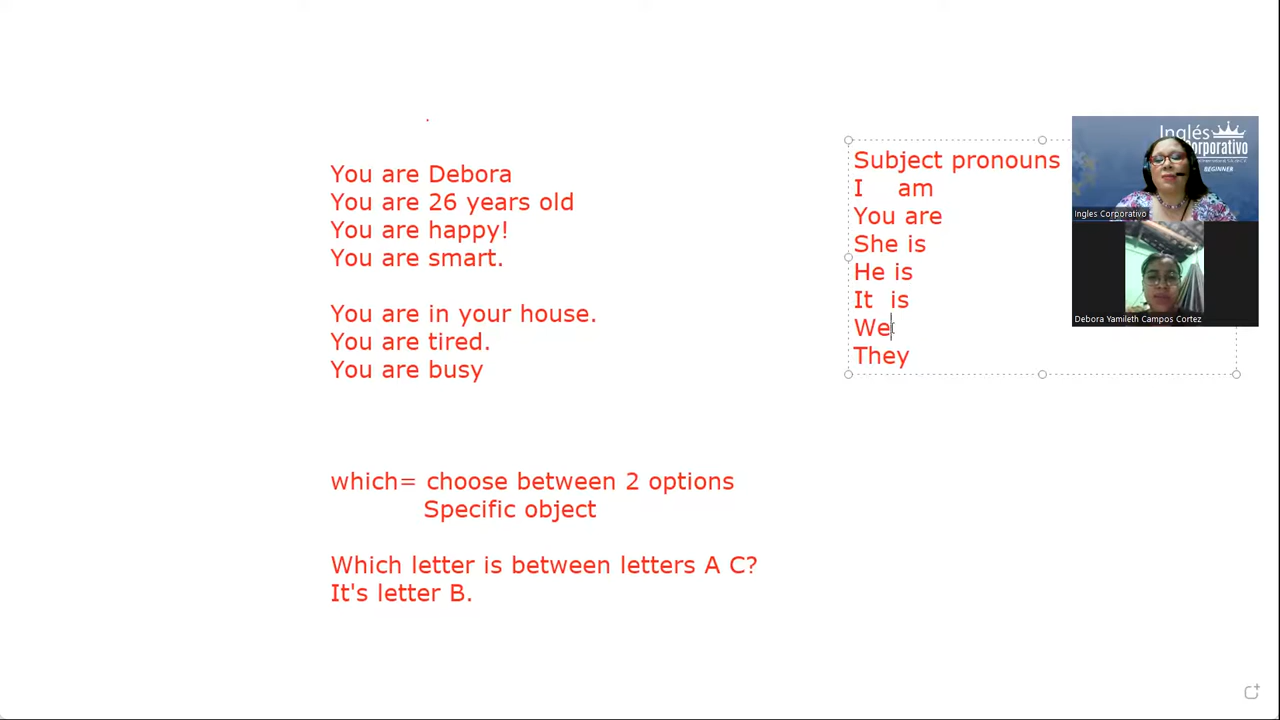 You are Debora
You are 26 years old
You are happy!
You are smart.
You are in your house.
You are tired.
You are busy
which= choose between 2 options
Specific object
Which letter is between letters A C?
It's letter B.
Subject pronouns
I am
You are
She is
He is
It is
We
They
Inglés
Corporativo
BEGINNER
Ingles Corporativo
Debora Yamileth Campos Cortez